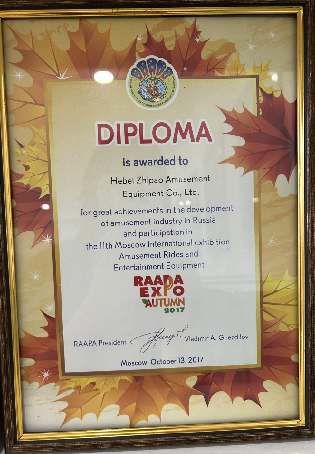 DIPLOMA
is awarded to
Hebei Zhipao Amusement
Equipment Co., Ltd.
for great achievements in the development
of amusement industry in Russia
and participation in
the 11th Moscow International exhibition
Amusement Rides and
Entertainment Equipment
RAAPA
EXPO
AUTUMN
2017
RAAPA President Vladimir A.
Moscow October 13, 2017